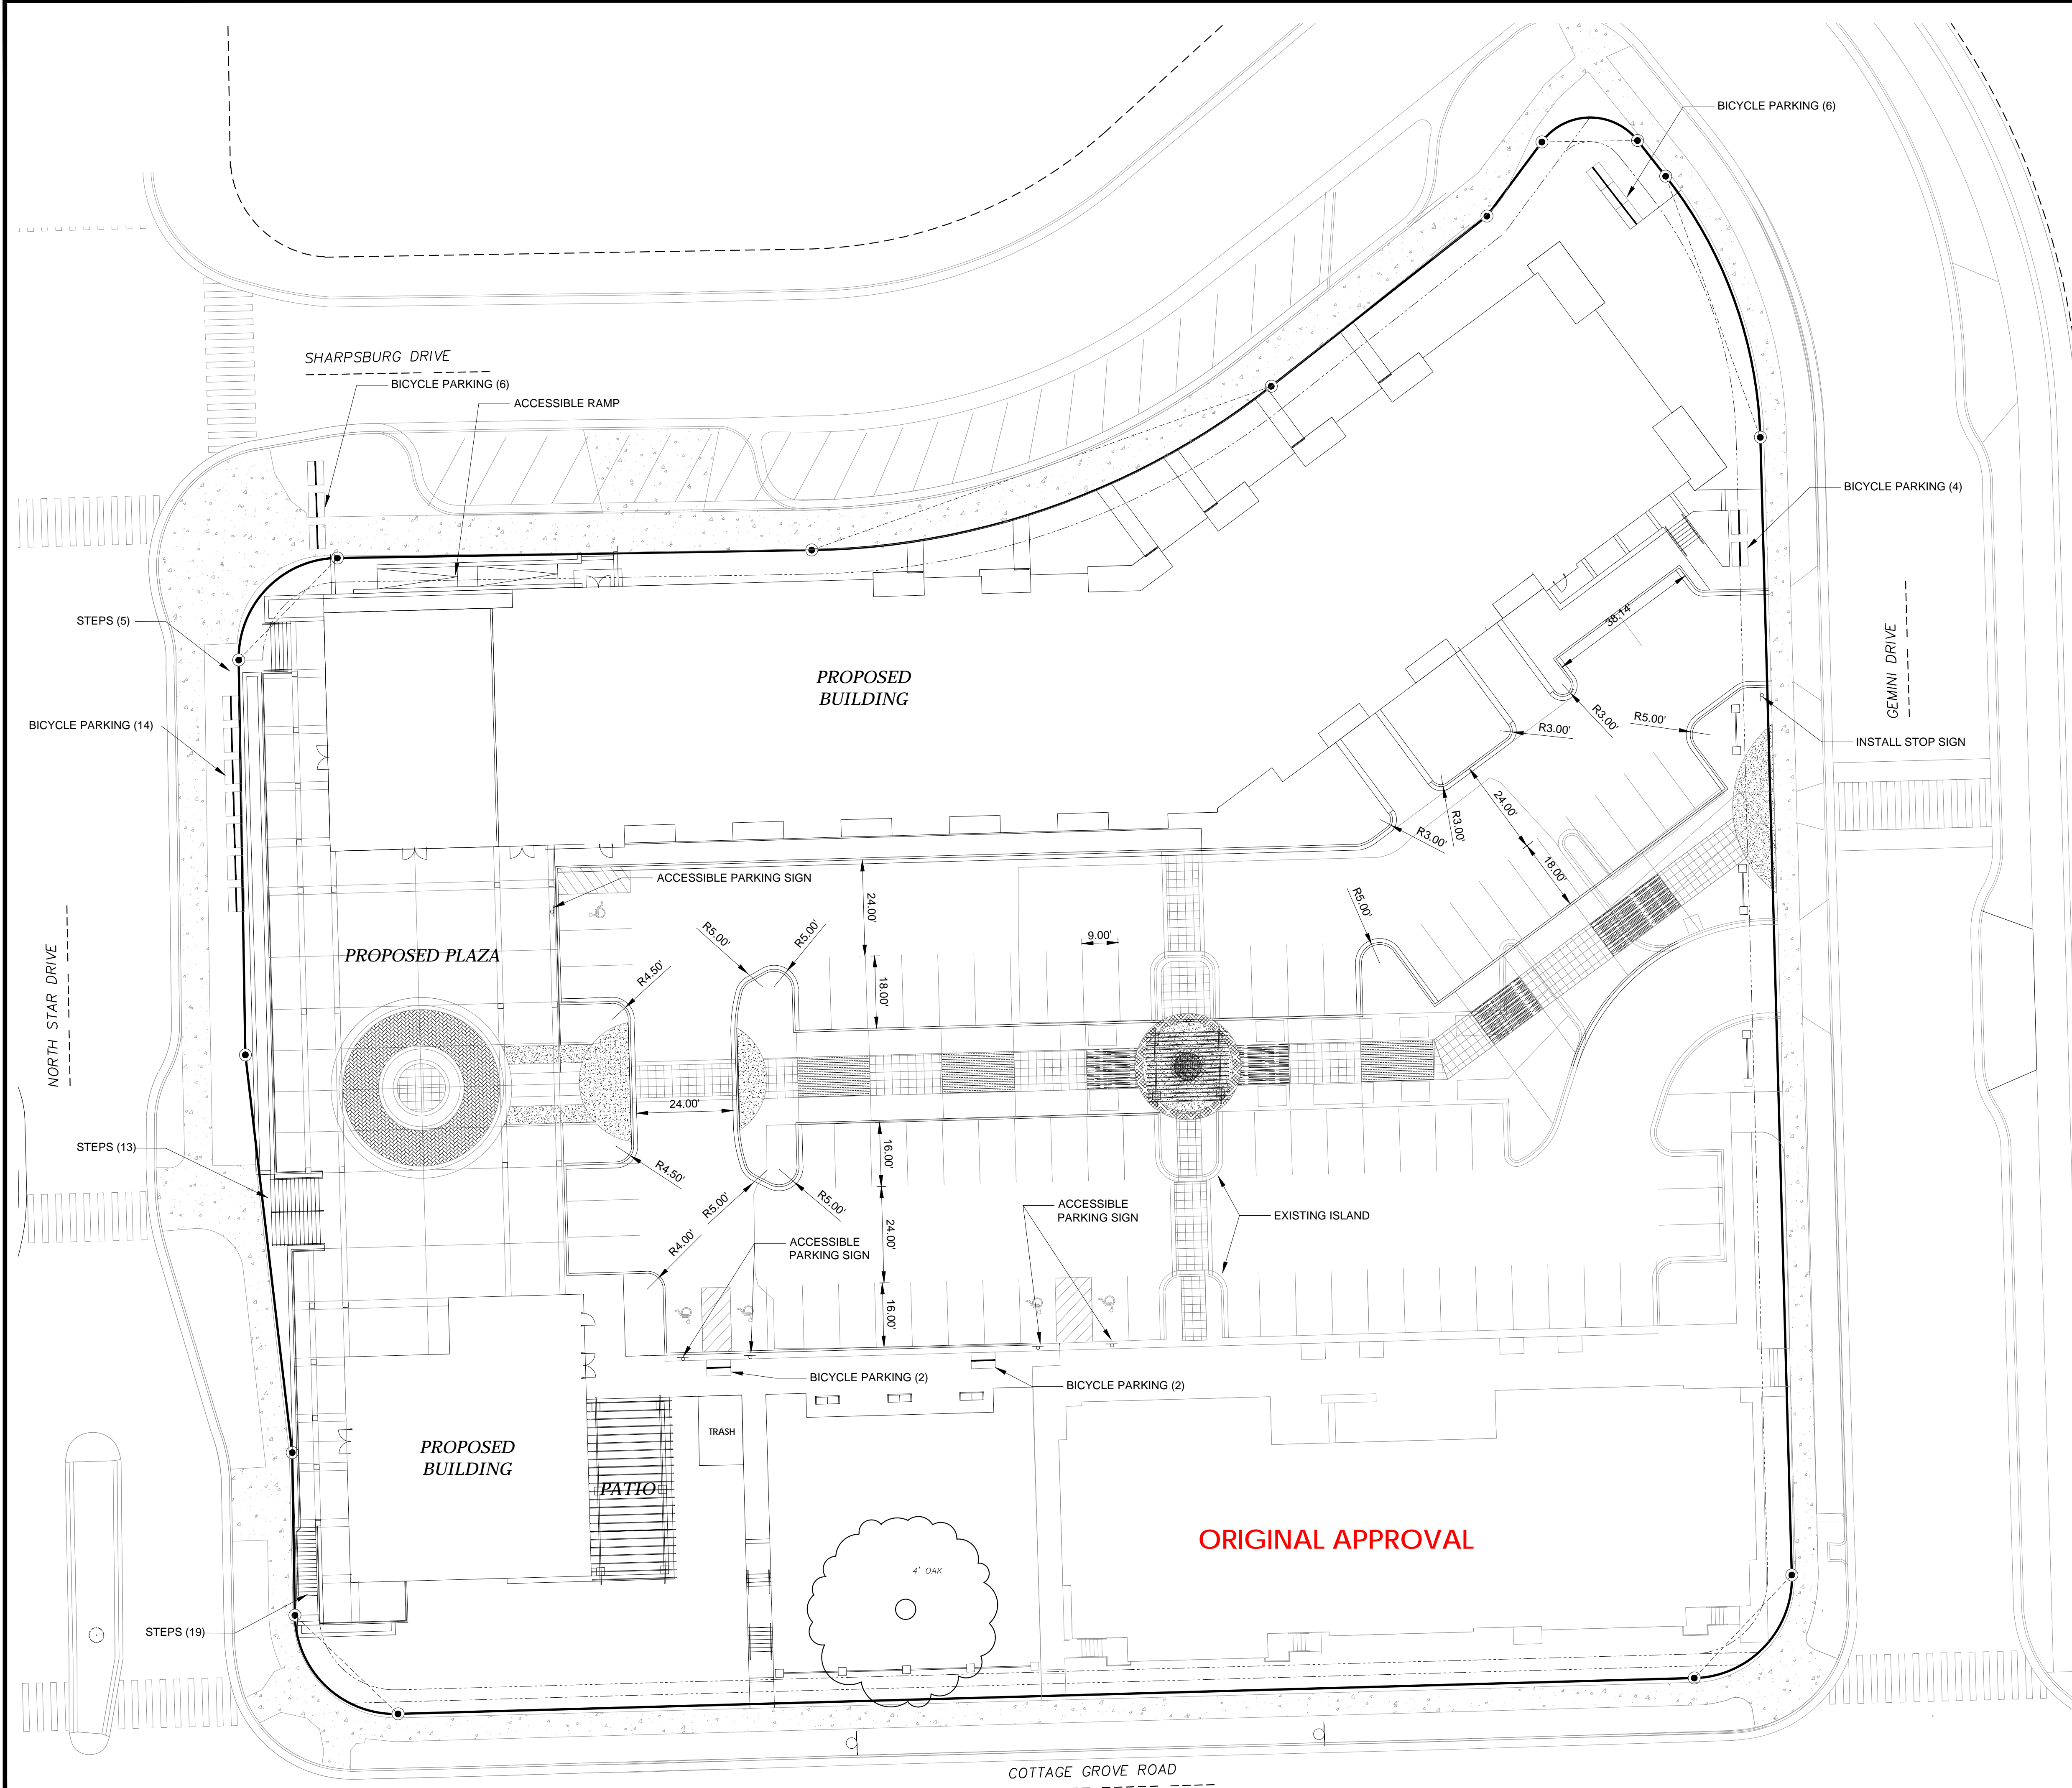 BICYCLE PARKING (6)
SHARPSBURG DRIVE
BICYCLE PARKING (6)
ACCESSIBLE RAMP
BICYCLE PARKING (4)
STEPS (5)
PROPOSED
BUILDING
38.14'
GEMINI DRIVE
BICYCLE PARKING (14)
R3.00'
R5.00'
R3.00'
INSTALL STOP SIGN
24.00'
R3.00'
R3.00'
18.00'
ACCESSIBLE PARKING SIGN
24.00'
R5.00'
R5.00'
R5.00'
9.00'
NORTH STAR DRIVE
PROPOSED PLAZA
R4.50'
18.00'
24.00'
STEPS (13)
16.00'
R4.50'
R5.00'
R5.00'
ACCESSIBLE
PARKING SIGN
EXISTING ISLAND
R4.00'
24.00'
ACCESSIBLE
PARKING SIGN
16.00'
BICYCLE PARKING (2)
BICYCLE PARKING (2)
TRASH
PROPOSED
BUILDING
PATIO
ORIGINAL APPROVAL
4' OAK
STEPS (19)
COTTAGE GROVE ROAD